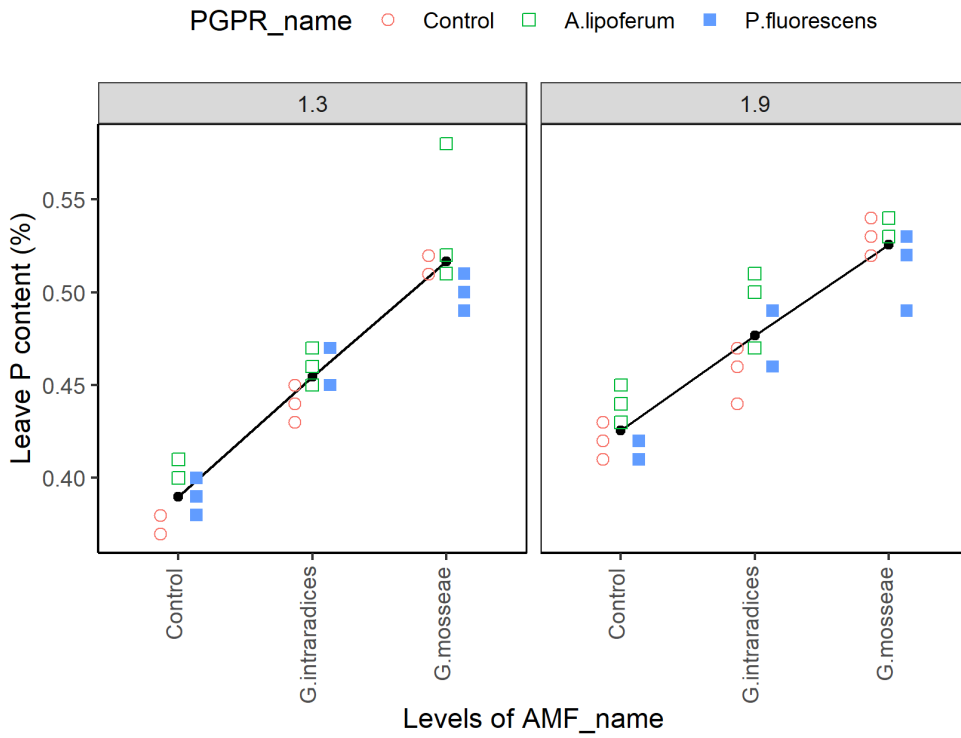 PGPR_name Control A.lipoferum P.fluorescens
1.3 1.9
Leave P content (%)
0.55
0.50
0.45
0.40
Control G.intraradices G.mosseae Control G.intraradices G.mosseae
Levels of AMF_name